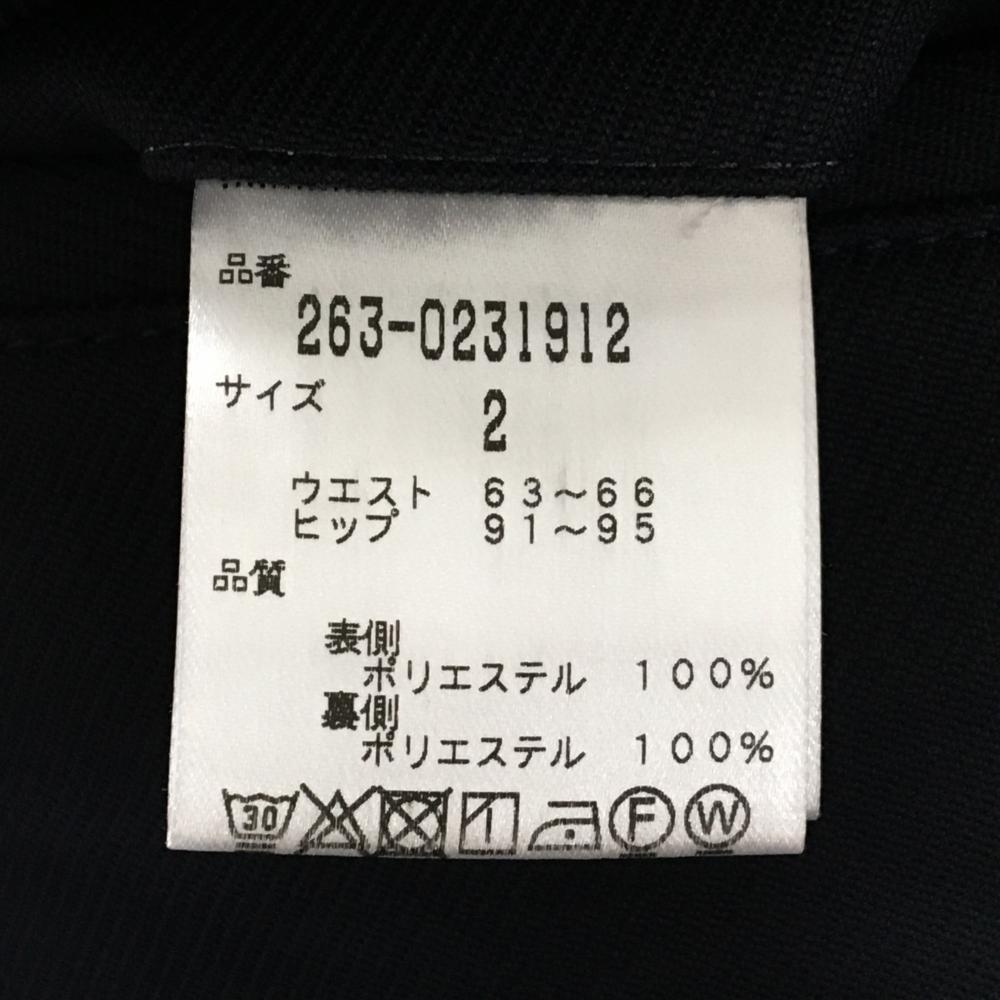 品番
263-0231912
サイズ
2
ウエスト 63~66
ヒップ 91~95
品質
表側
ポリエステル 100%
裏側
ポリエステル 100%
30 F W